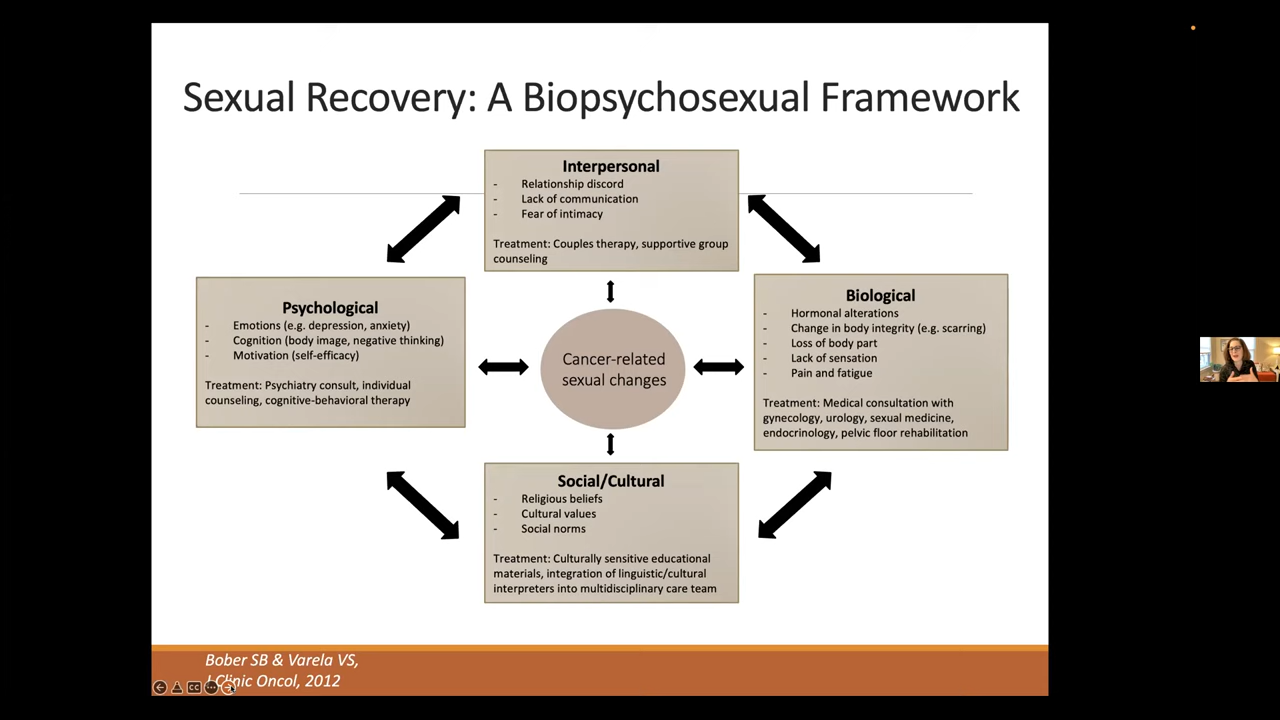 Sexual Recovery: A Biopsychosexual Framework
Interpersonal
- Relationship discord
- Lack of communication
- Fear of intimacy
Treatment: Couples therapy, supportive group
counseling
Psychological
- Emotions (e.g. depression, anxiety)
- Cognition (body image, negative thinking)
- Motivation (self-efficacy)
Treatment: Psychiatry consult, individual
counseling, cognitive-behavioral therapy
Cancer-related
sexual changes
Biological
- Hormonal alterations
- Change in body integrity (e.g. scarring)
- Loss of body part
- Lack of sensation
- Pain and fatigue
Treatment: Medical consultation with
gynecology, urology, sexual medicine,
endocrinology, pelvic floor rehabilitation
Social/Cultural
- Religious beliefs
- Cultural values
- Social norms
Treatment: Culturally sensitive educational
materials, integration of linguistic/cultural
interpreters into multidisciplinary care team
Bober SB & Varela VS,
J Clinic Oncol, 2012
CC